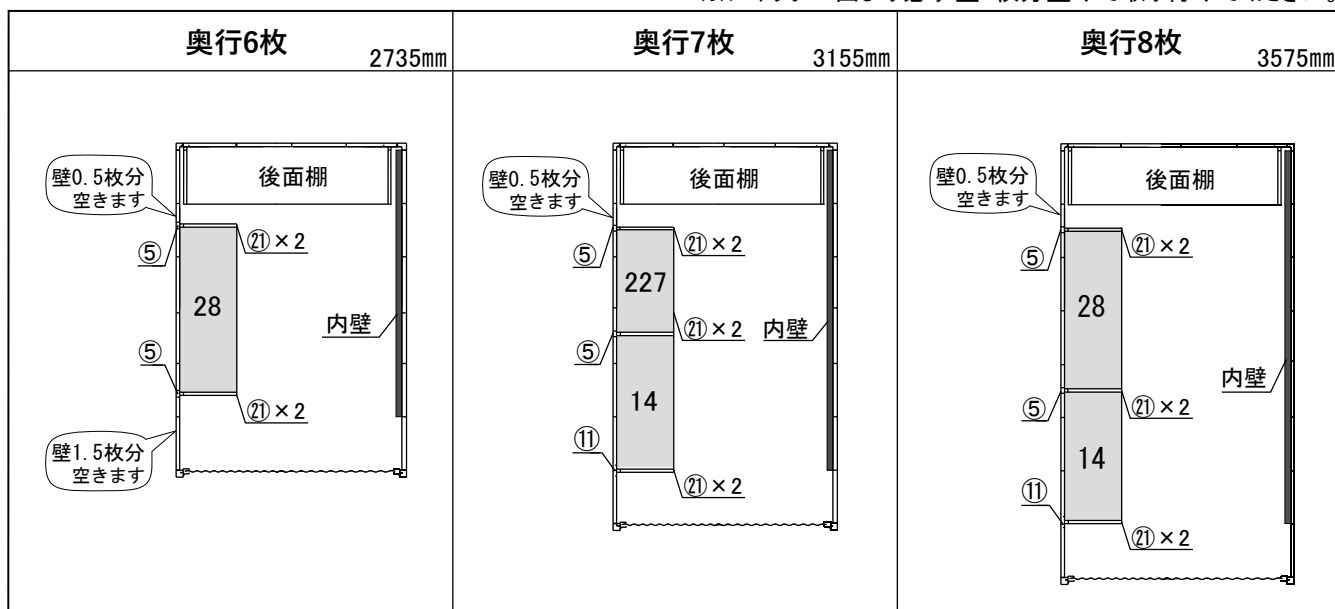 奥行6枚 2735mm
奥行7枚 3155mm
奥行8枚 3575mm
後面棚
壁0.5枚分
空きます
⑤
㉑×2
28
内壁
⑤
㉑×2
壁1.5枚分
空きます
後面棚
壁0.5枚分
空きます
⑤
㉑×2
227
⑤
㉑×2
内壁
14
⑪
㉑×2
後面棚
壁0.5枚分
空きます
⑤
㉑×2
28
内壁
⑤
㉑×2
14
⑪
㉑×2